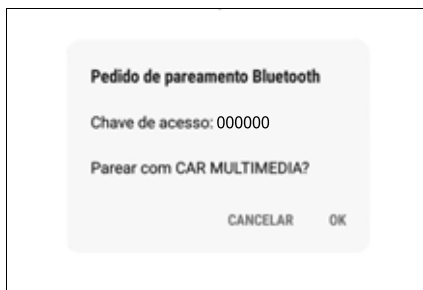 Pedido de pareamento Bluetooth
Chave de acesso: 000000
Parear com CAR MULTIMEDIA?
CANCELAR OK